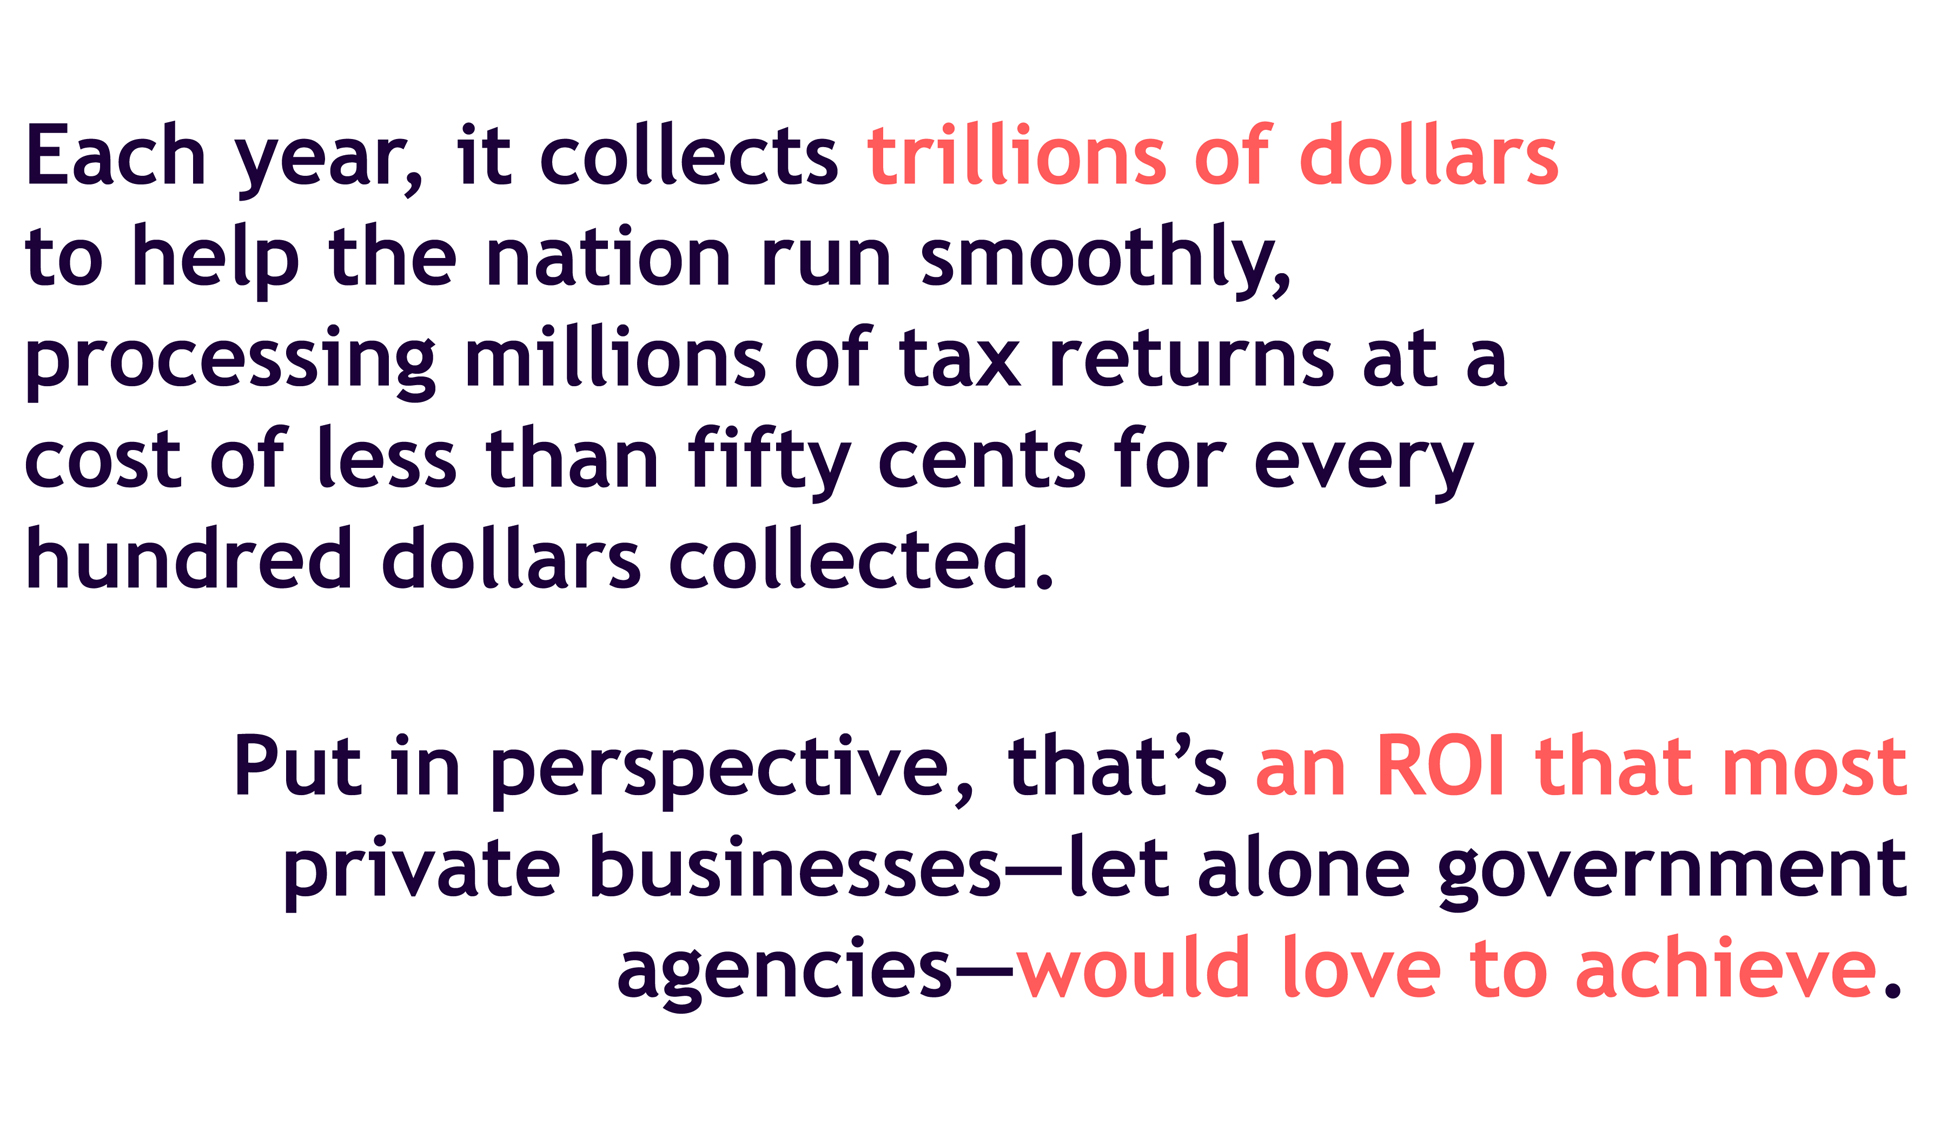 Each year, it collects trillions of dollars
to help the nation run smoothly,
processing millions of tax returns at a
cost of less than fifty cents for every
hundred dollars collected.
Put in perspective, that’s an ROI that most
private businesses—let alone government
agencies—would love to achieve.